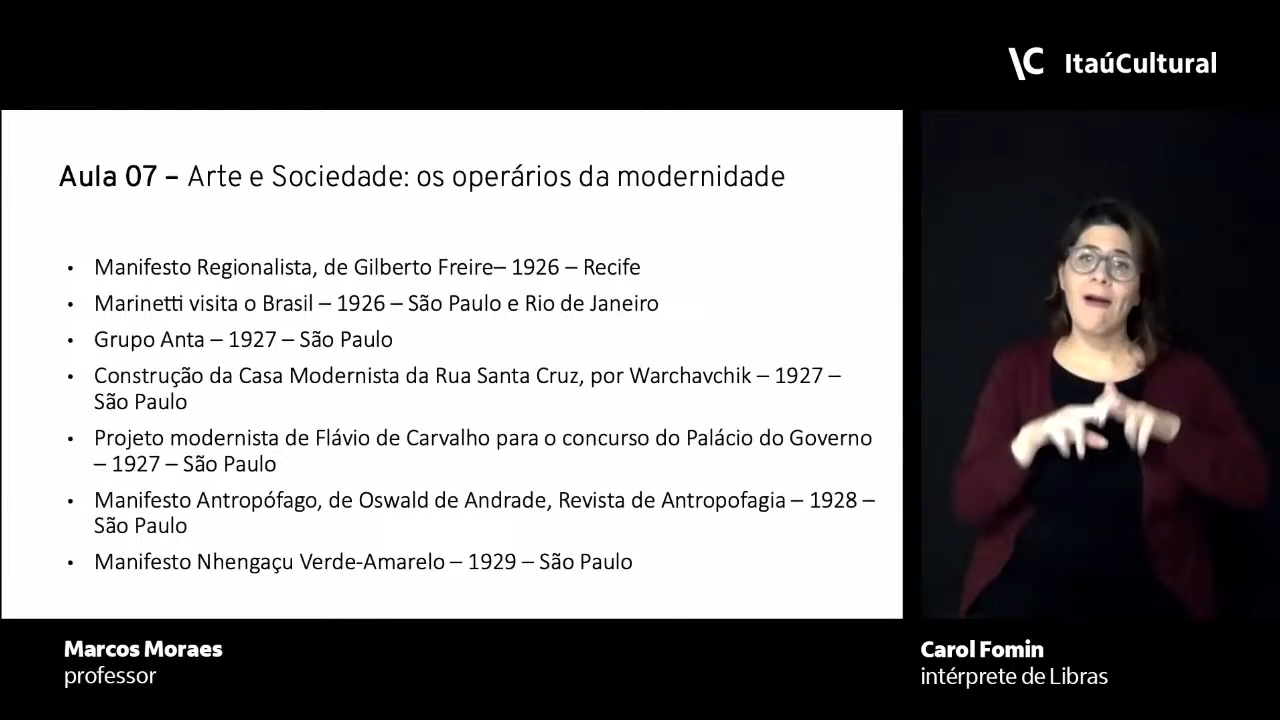 \C ItaúCultural
Aula 07 – Arte e Sociedade: os operários da modernidade
• Manifesto Regionalista, de Gilberto Freire– 1926 – Recife
• Marinetti visita o Brasil – 1926 – São Paulo e Rio de Janeiro
• Grupo Anta – 1927 – São Paulo
• Construção da Casa Modernista da Rua Santa Cruz, por Warchavchik – 1927 –
São Paulo
• Projeto modernista de Flávio de Carvalho para o concurso do Palácio do Governo
– 1927 – São Paulo
• Manifesto Antropófago, de Oswald de Andrade, Revista de Antropofagia – 1928 –
São Paulo
• Manifesto Nhengaçu Verde-Amarelo – 1929 – São Paulo
Marcos Moraes
professor
Carol Fomin
intérprete de Libras